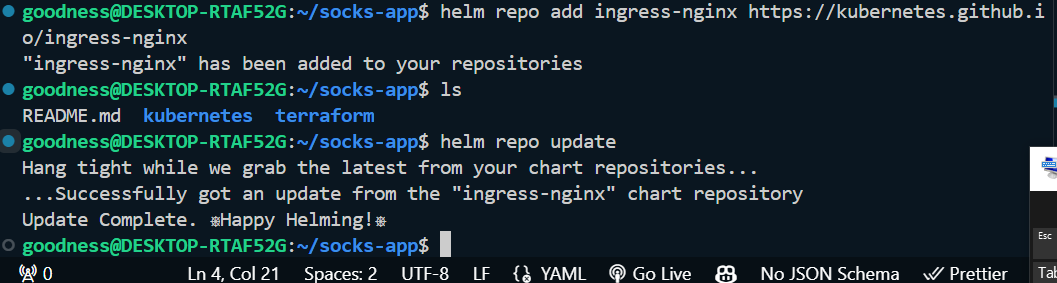 goodness@DESKTOP-RTAF52G:~/socks-app$ helm repo add ingress-nginx https://kubernetes.github.i
o/ingress-nginx
"ingress-nginx" has been added to your repositories
goodness@DESKTOP-RTAF52G:~/socks-app$ ls
README.md  kubernetes  terraform
goodness@DESKTOP-RTAF52G:~/socks-app$ helm repo update
Hang tight while we grab the latest from your chart repositories...
...Successfully got an update from the "ingress-nginx" chart repository
Update Complete. ⎈Happy Helming!⎈
goodness@DESKTOP-RTAF52G:~/socks-app$
Esc
0 Ln 4, Col 21 Spaces: 2 UTF-8 LF YAML Go Live No JSON Schema Prettier
Tab